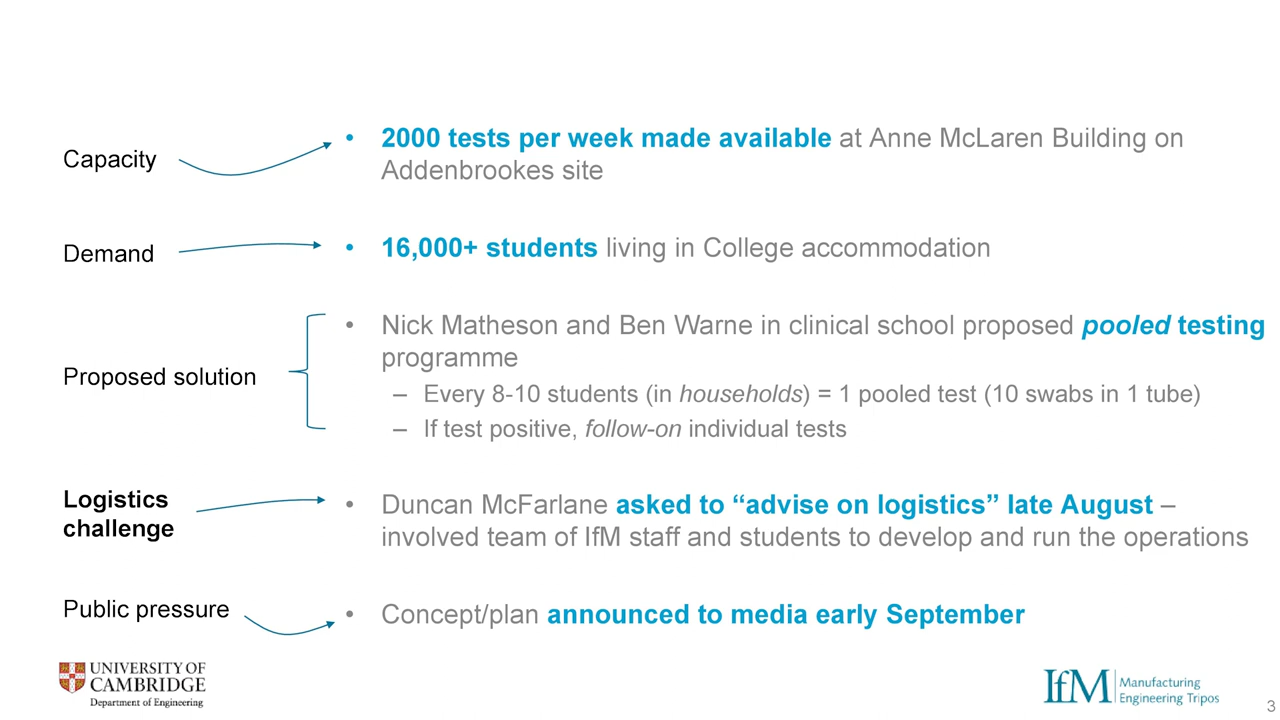 Capacity
• 2000 tests per week made available at Anne McLaren Building on
Addenbrookes site
Demand
• 16,000+ students living in College accommodation
Proposed solution
• Nick Matheson and Ben Warne in clinical school proposed pooled testing
programme
– Every 8-10 students (in households) = 1 pooled test (10 swabs in 1 tube)
– If test positive, follow-on individual tests
Logistics
challenge
• Duncan McFarlane asked to “advise on logistics” late August –
involved team of IfM staff and students to develop and run the operations
Public pressure
• Concept/plan announced to media early September
UNIVERSITY OF
CAMBRIDGE
Department of Engineering
IfM
Manufacturing
Engineering Tripos
3